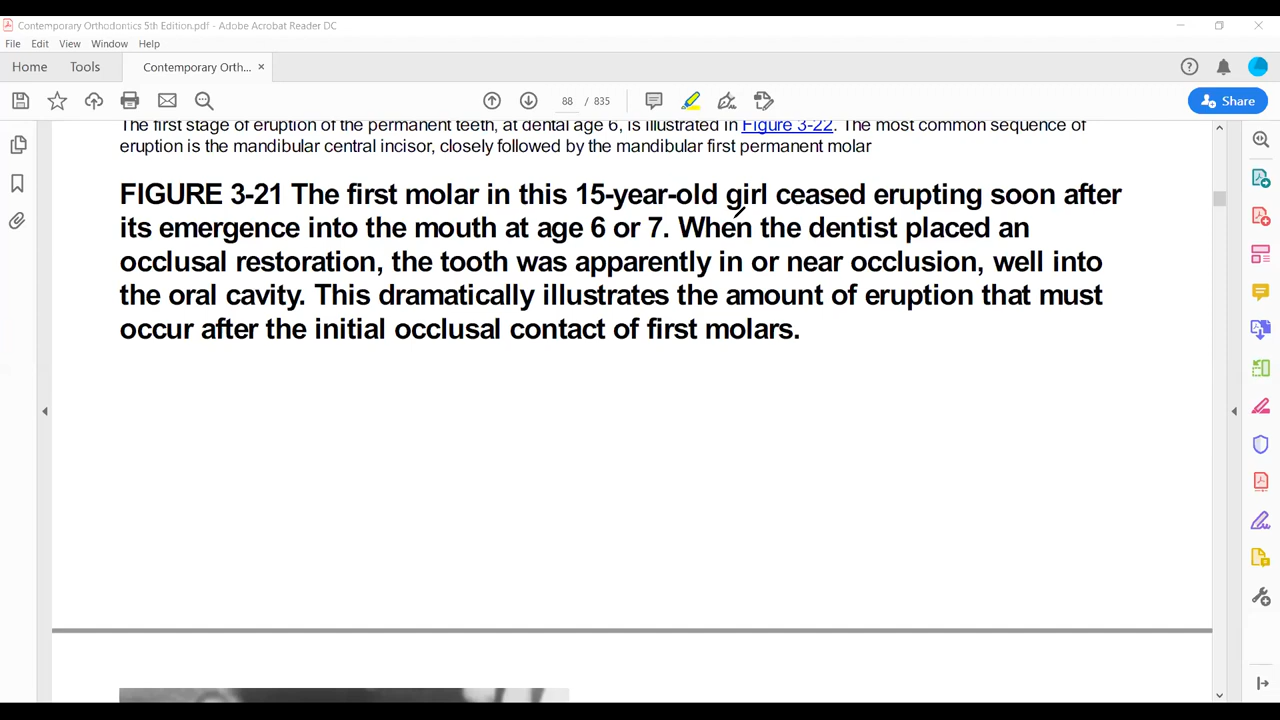 Contemporary Orthodontics 5th Edition.pdf - Adobe Acrobat Reader DC
File Edit View Window Help
Home Tools Contemporary Orth... ×
88 / 835
Share
The first stage of eruption of the permanent teeth, at dental age 6, is illustrated in Figure 3-22. The most common sequence of
eruption is the mandibular central incisor, closely followed by the mandibular first permanent molar
FIGURE 3-21 The first molar in this 15-year-old girl ceased erupting soon after
its emergence into the mouth at age 6 or 7. When the dentist placed an
occlusal restoration, the tooth was apparently in or near occlusion, well into
the oral cavity. This dramatically illustrates the amount of eruption that must
occur after the initial occlusal contact of first molars.